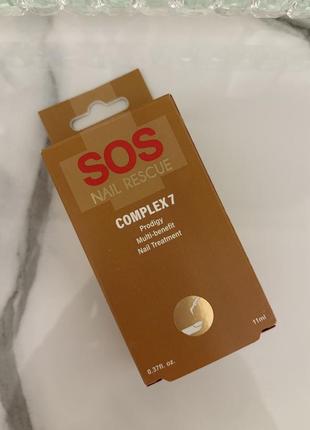 SOS
NAIL RESCUE
COMPLEX 7
Prodigy
Multi-benefit
Nail Treatment
0.37fl. oz.
11ml